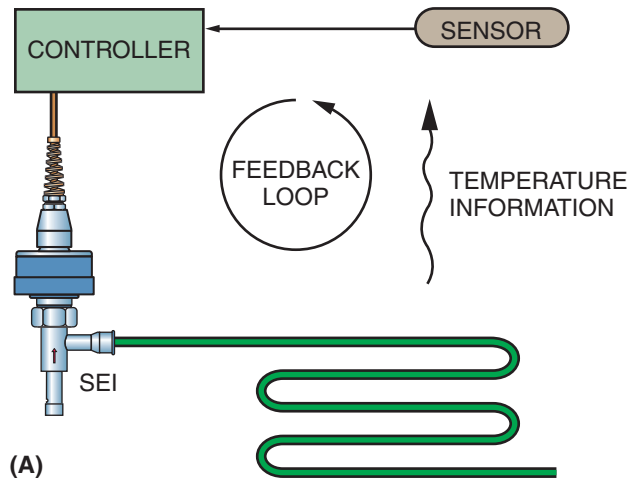 CONTROLLER
SENSOR
FEEDBACK
LOOP
TEMPERATURE
INFORMATION
SEI
(A)